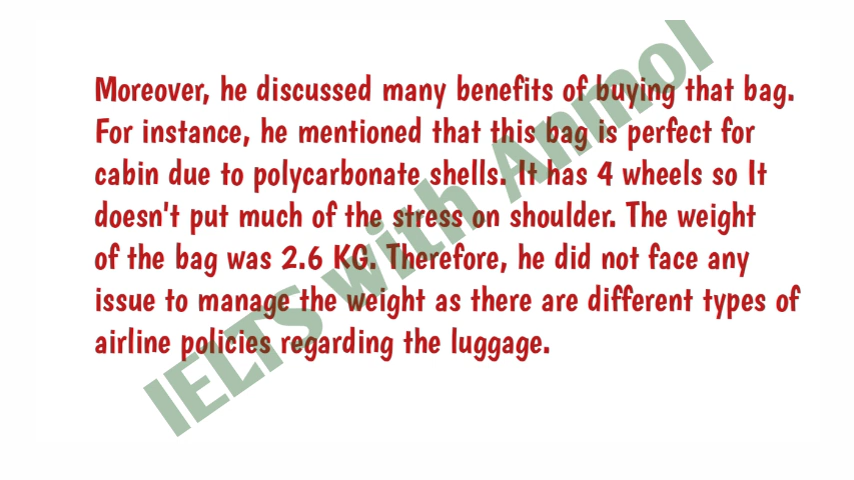 Moreover, he discussed many benefits of buying that bag.
For instance, he mentioned that this bag is perfect for
cabin due to polycarbonate shells. It has 4 wheels so It
doesn't put much of the stress on shoulder. The weight
of the bag was 2.6 KG. Therefore, he did not face any
issue to manage the weight as there are different types of
airline policies regarding the luggage.
IELTS with Anmol